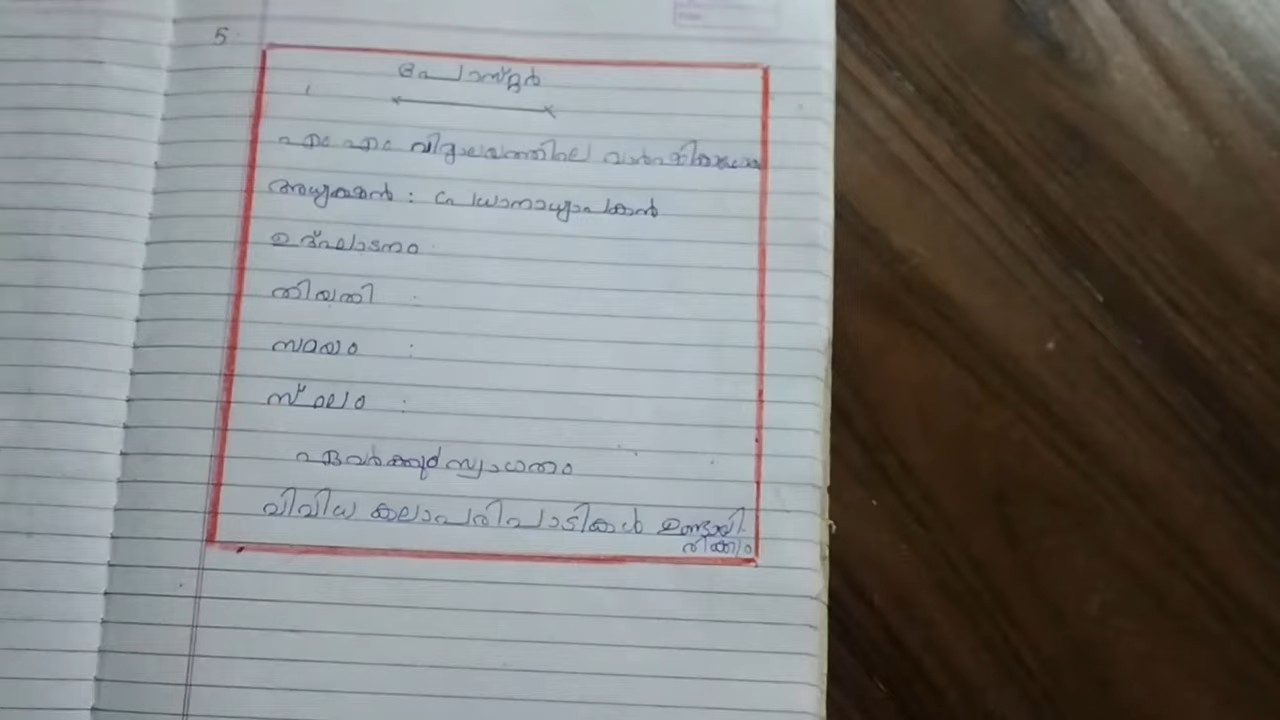 5
പോസ്റ്റർ
എം എം വിദ്യാലയത്തിലെ വാർഷികാഘോഷം
അധ്യക്ഷൻ : പ്രധാനാധ്യാപകൻ
ഉദ്ഘാടനം
തിയതി :
സമയം :
സ്ഥലം :
ഏവർക്കും സ്വാഗതം
വിവിധ കലാപരിപാടികൾ ഉണ്ടായി
രിക്കും